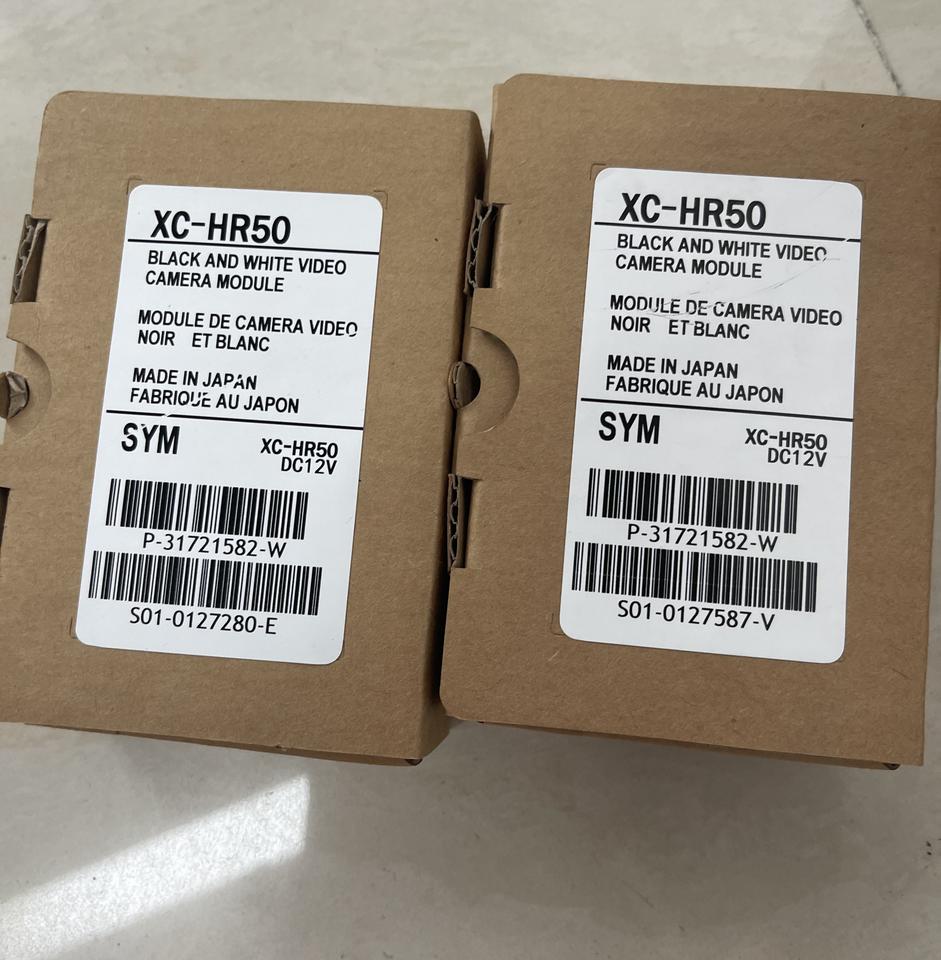 XC-HR50
BLACK AND WHITE VIDEO
CAMERA MODULE
MODULE DE CAMERA VIDEO
NOIR ET BLANC
MADE IN JAPAN
FABRIQUE AU JAPON
SYM
XC-HR50
DC12V
P-31721582-W
S01-0127280-E
XC-HR50
BLACK AND WHITE VIDEO
CAMERA MODULE
MODULE DE CAMERA VIDEO
NOIR ET BLANC
MADE IN JAPAN
FABRIQUE AU JAPON
SYM
XC-HR50
DC12V
P-31721582-W
S01-0127587-V